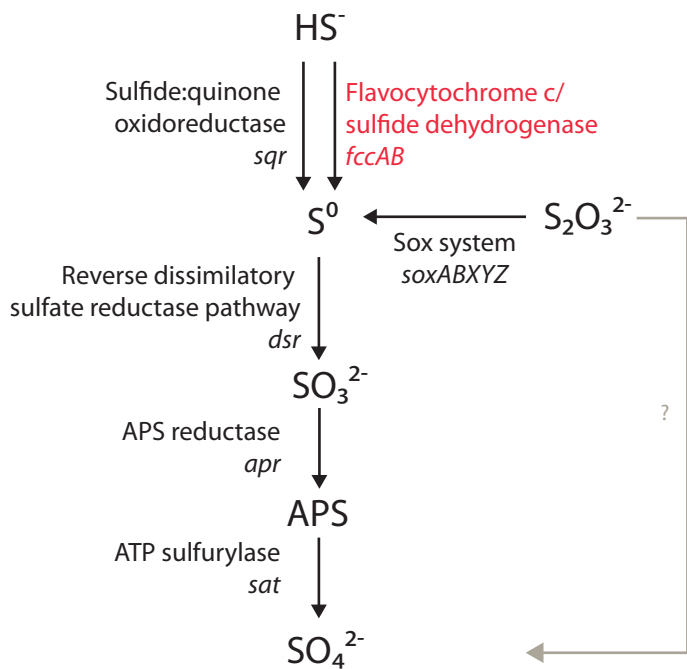 HS⁻
Sulfide:quinone
oxidoreductase
sqr
Flavocytochrome c/
sulfide dehydrogenase
fccAB
S⁰
S₂O₃²⁻
Sox system
soxABXYZ
Reverse dissimilatory
sulfate reductase pathway
dsr
SO₃²⁻
?
APS reductase
apr
APS
ATP sulfurylase
sat
SO₄²⁻